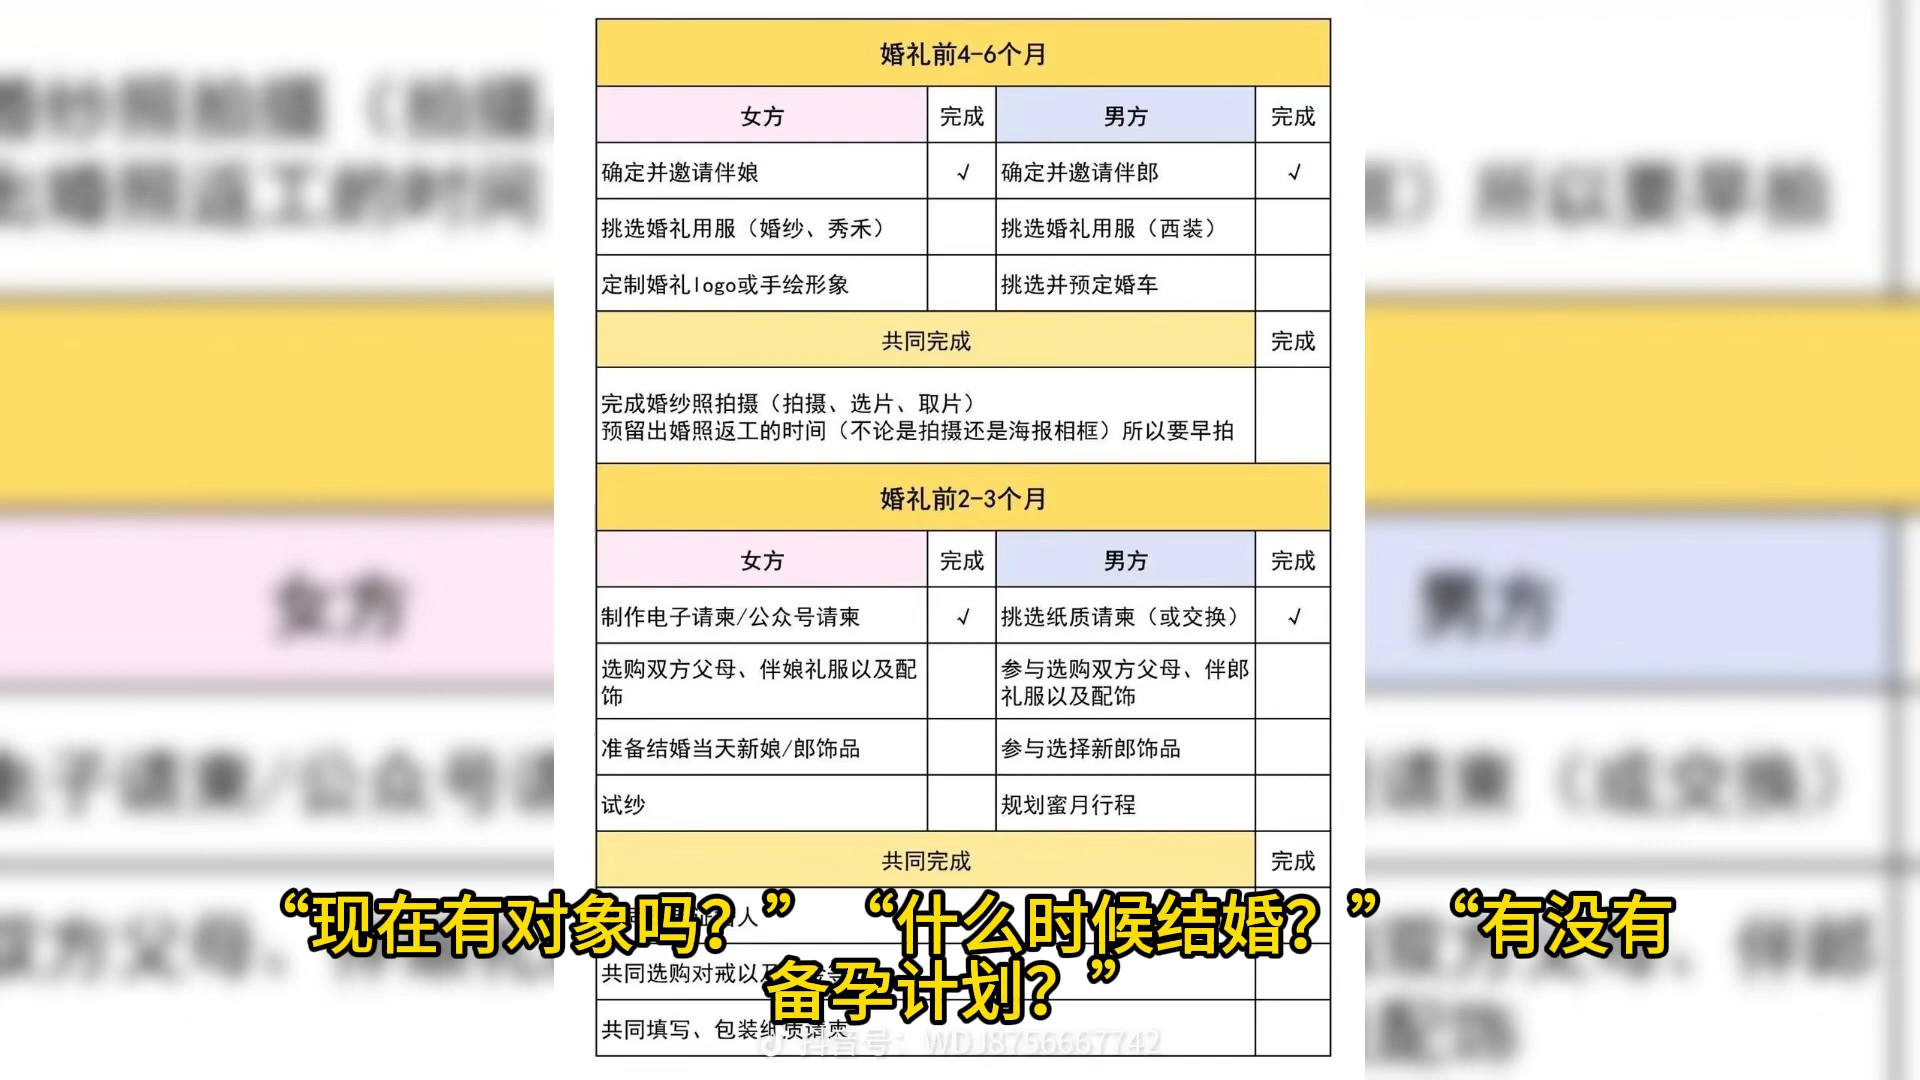 婚礼前4-6个月
女方 完成 男方 完成
确定并邀请伴娘 √ 确定并邀请伴郎 √
挑选婚礼用服（婚纱、秀禾） 挑选婚礼用服（西装）
定制婚礼logo或手绘形象 挑选并预定婚车
共同完成 完成
完成婚纱照拍摄（拍摄、选片、取片）
预留出婚照返工的时间（不论是拍摄还是海报相框）所以要早拍
婚礼前2-3个月
女方 完成 男方 完成
制作电子请柬/公众号请柬 √ 挑选纸质请柬（或交换） √
选购双方父母、伴娘礼服以及配
饰
参与选购双方父母、伴郎
礼服以及配饰
准备结婚当天新娘/郎饰品 参与选择新郎饰品
试纱 规划蜜月行程
共同完成 完成
“现在有对象吗？”“什么时候结婚？”“有没有
备孕计划？”
共同选购对戒以及
共同填写、包装纸质请柬
抖音号：WDJ8756667742